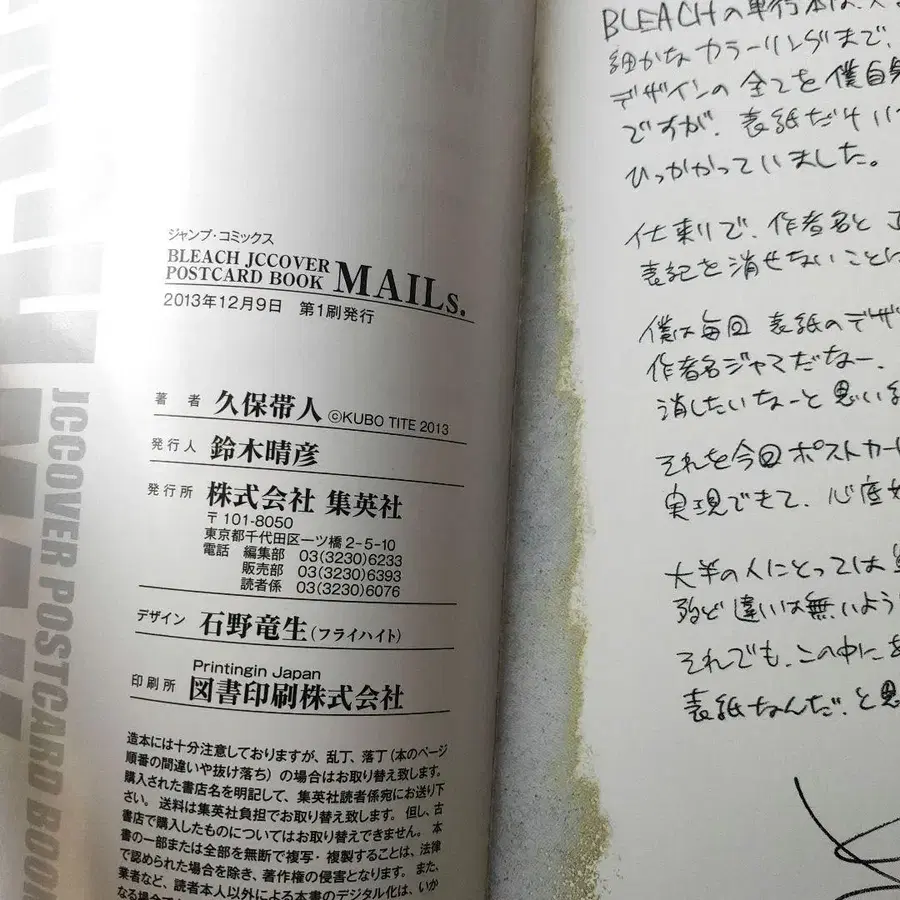 ジャンプ・コミックス
BLEACH JCCOVER
POSTCARD BOOK MAILs.
2013年12月9日 第1刷発行
著者 久保帯人 ©KUBO TITE 2013
発行人 鈴木晴彦
発行所 株式会社 集英社
〒101-8050
東京都千代田区一ツ橋2-5-10
電話 編集部 03(3230)6233
販売部 03(3230)6393
読者係 03(3230)6076
デザイン 石野竜生(フライハイト)
Printingin Japan
印刷所 図書印刷株式会社
造本には十分注意しておりますが、乱丁、落丁(本のページ
順番の間違いや抜け落ち)の場合はお取り替え致します。
購入された書店名を明記して、集英社読者係宛にお送り下
さい。送料は集英社負担でお取り替え致します。但し、古
書店で購入したものについてはお取り替えできません。本
書の一部または全部を無断で複写・複製することは、法律
で認められた場合を除き、著作権の侵害となります。また、
業者など、読者本人以外による本書のデジタル化は、いか
なる場合で
JCCOVER POSTCARD BOOK
BLEACHの単行本は、
細かなカラーリングまで、
デザインの全てを僕自
ですが、表紙だけ
ひっかかっていました。
仕来りで、作者名と
表記を消せないことに
僕は毎回 表紙のデザ
作者名ジャマだなー、
消したいなーと思い
それを今回ポストカー
実現できて、心底
大半の人にとっては
殆ど違いは無いよう
それでも、この中に
表紙なんだ、と思